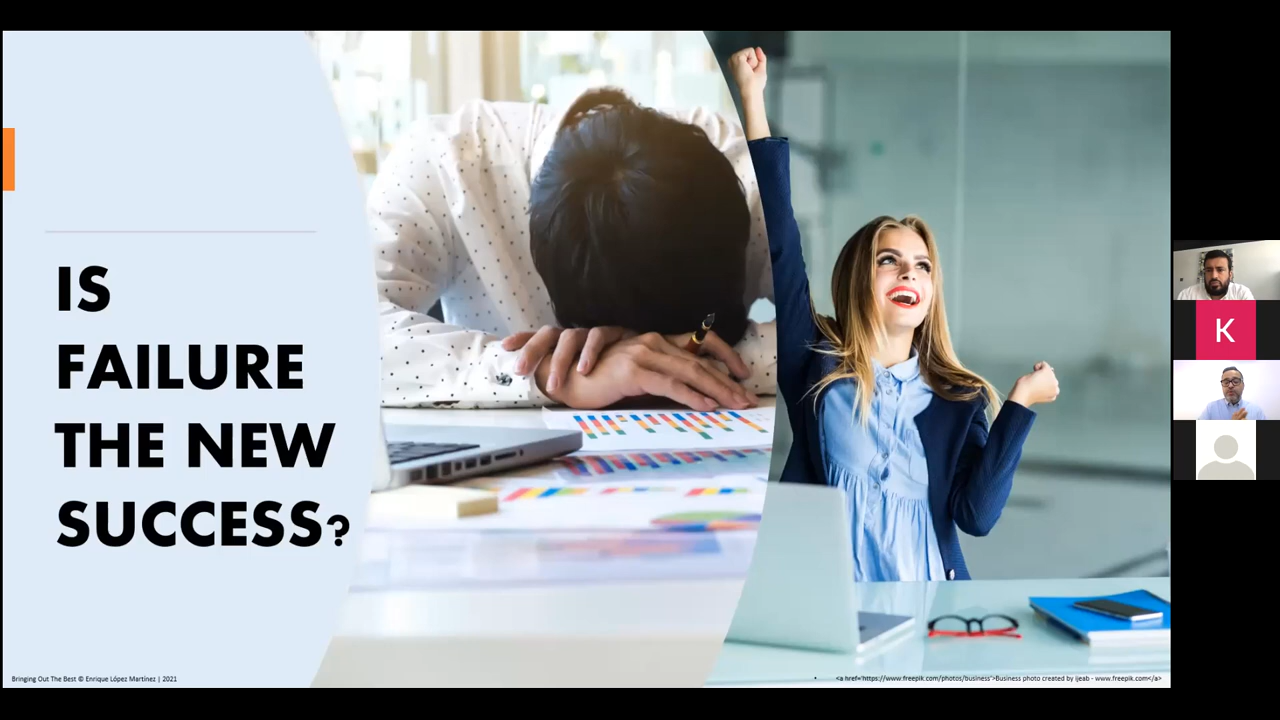 IS
FAILURE
THE NEW
SUCCESS?
K
Bringing Out The Best © Enrique López Martínez | 2021
• <a href='https://www.freepik.com/photos/business'>Business photo created by ijeab - www.freepik.com</a>